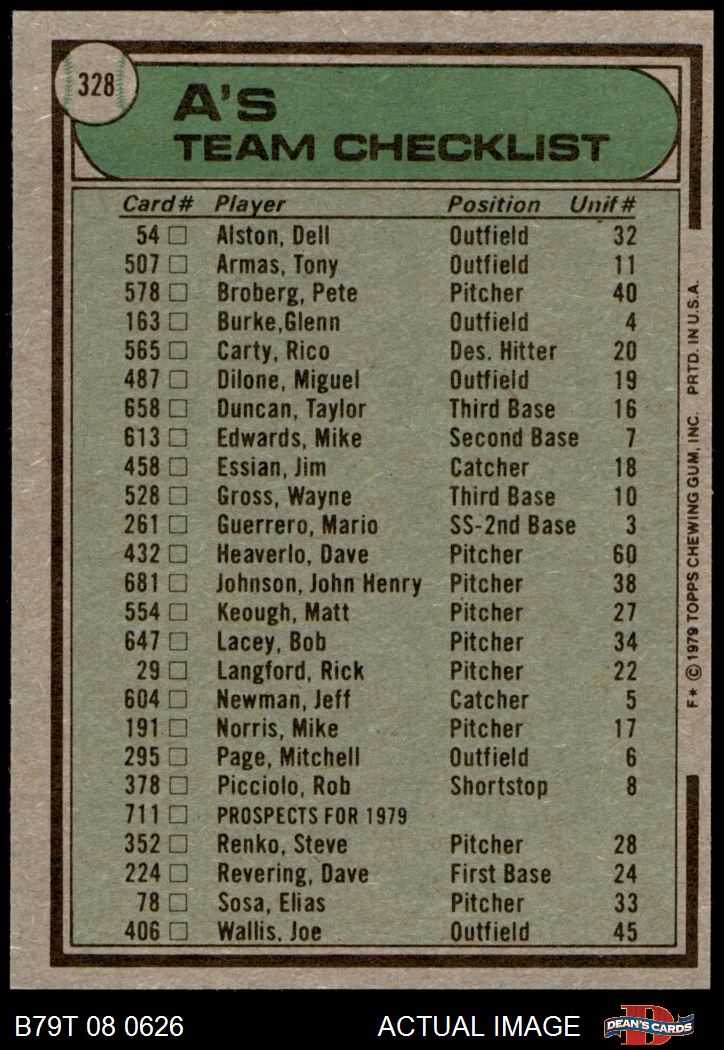 328
A'S
TEAM CHECKLIST
Card# Player Position Unif#
54 Alston, Dell Outfield 32
507 Armas, Tony Outfield 11
578 Broberg, Pete Pitcher 40
163 Burke,Glenn Outfield 4
565 Carty, Rico Des. Hitter 20
487 Dilone, Miguel Outfield 19
658 Duncan, Taylor Third Base 16
613 Edwards, Mike Second Base 7
458 Essian, Jim Catcher 18
528 Gross, Wayne Third Base 10
261 Guerrero, Mario SS-2nd Base 3
432 Heaverlo, Dave Pitcher 60
681 Johnson, John Henry Pitcher 38
554 Keough, Matt Pitcher 27
647 Lacey, Bob Pitcher 34
29 Langford, Rick Pitcher 22
604 Newman, Jeff Catcher 5
191 Norris, Mike Pitcher 17
295 Page, Mitchell Outfield 6
378 Picciolo, Rob Shortstop 8
711 PROSPECTS FOR 1979
352 Renko, Steve Pitcher 28
224 Revering, Dave First Base 24
78 Sosa, Elias Pitcher 33
406 Wallis, Joe Outfield 45
F* © 1979 TOPPS CHEWING GUM, INC. PRTD. IN U.S.A.
B79T 08 0626 ACTUAL IMAGE
D
DEAN'S CARDS